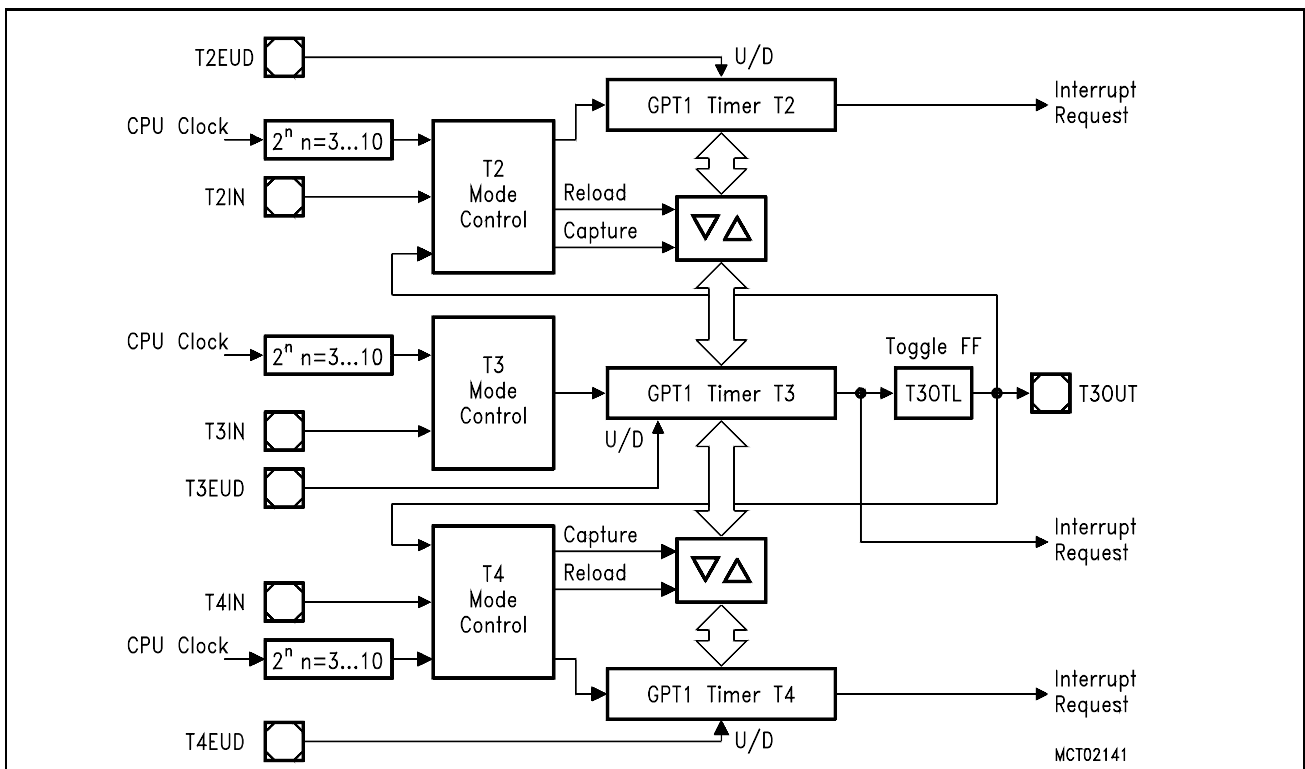 T2EUD
U/D
GPT1 Timer T2
Interrupt
Request
CPU Clock
2ⁿ n=3...10
T2IN
T2
Mode
Control
Reload
Capture
CPU Clock
2ⁿ n=3...10
T3
Mode
Control
GPT1 Timer T3
Toggle FF
T3OTL
T3OUT
T3IN
U/D
T3EUD
Interrupt
Request
Capture
Reload
T4
Mode
Control
T4IN
CPU Clock
2ⁿ n=3...10
GPT1 Timer T4
Interrupt
Request
T4EUD
U/D
MCT02141